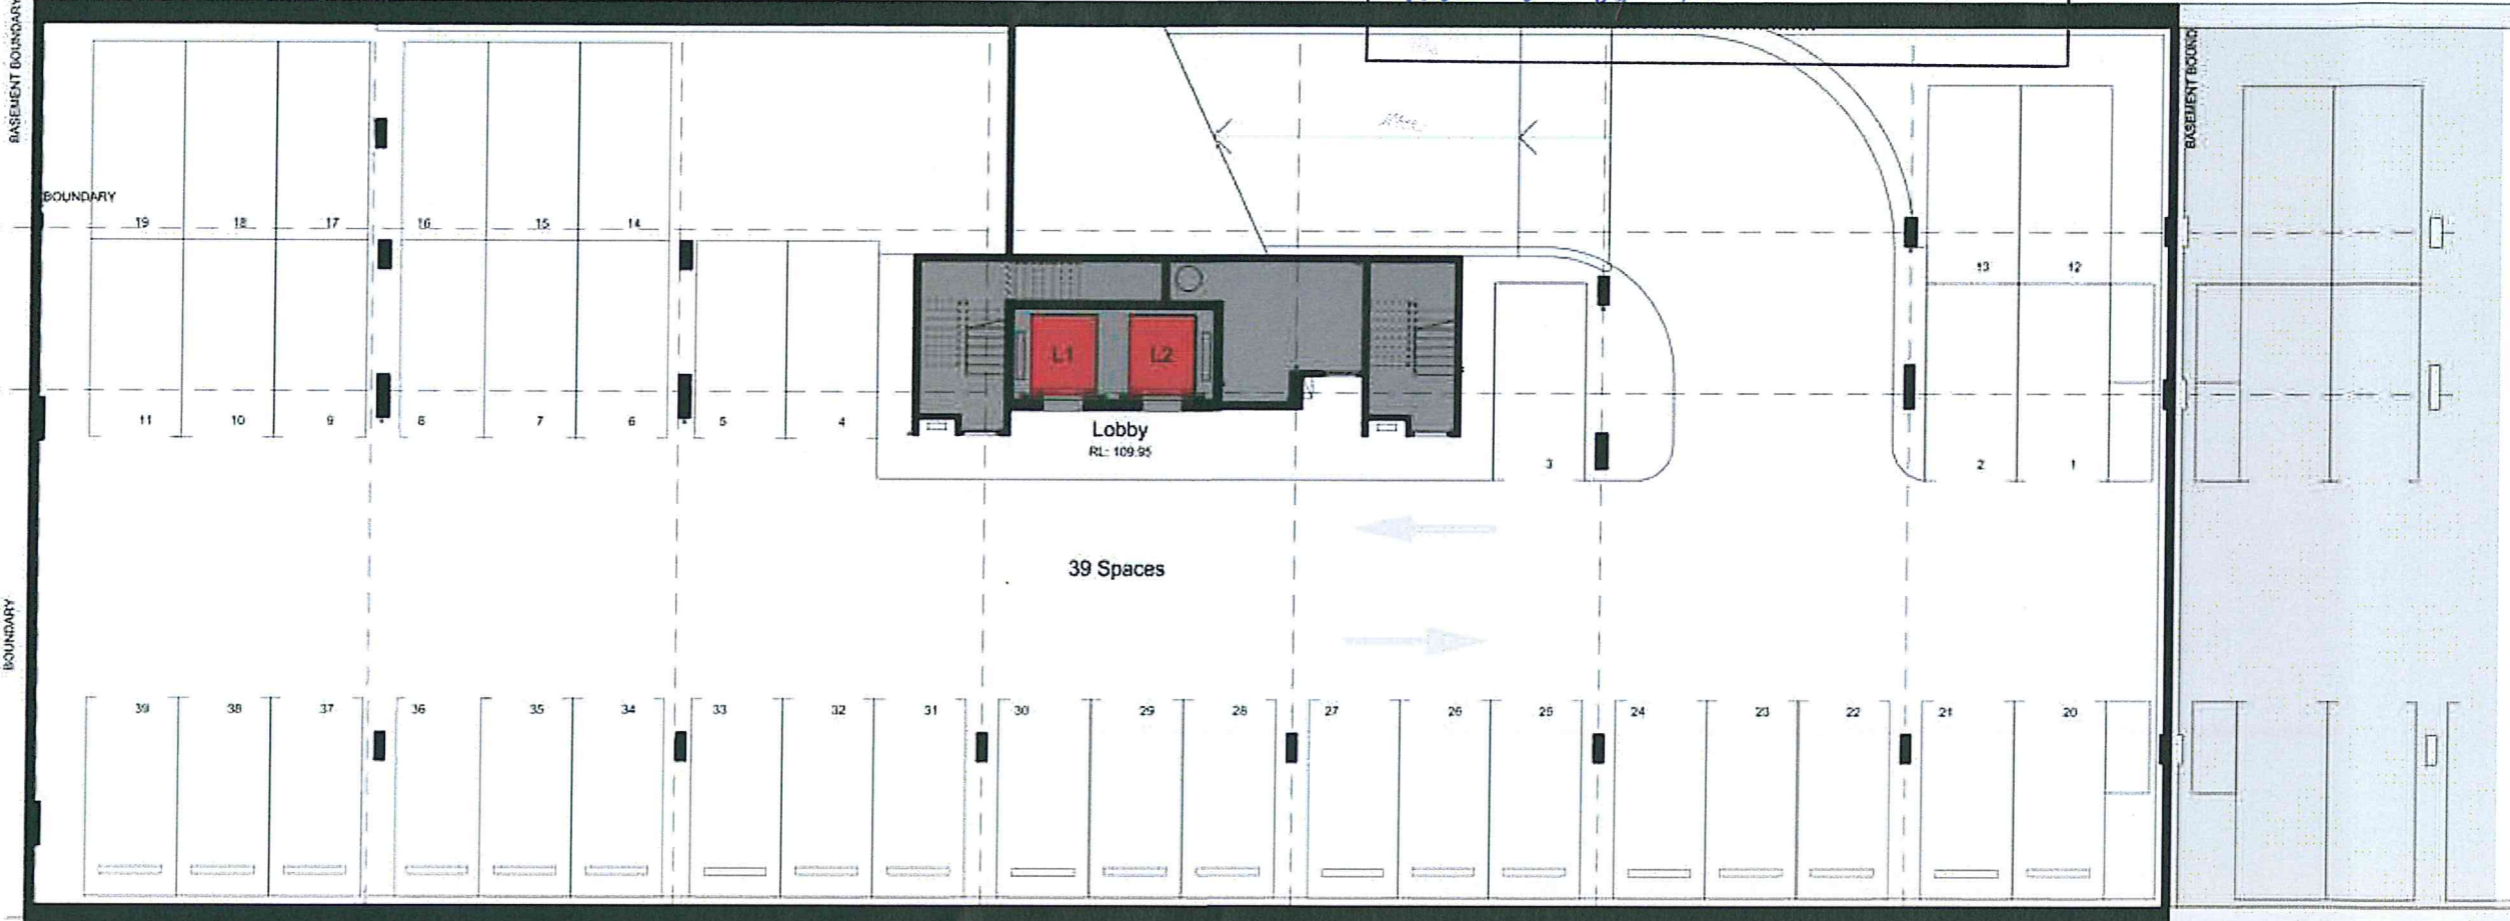 BASEMENT BOUNDARY
BASEMENT BOUND
BOUNDARY
19 18 17 16 15 14
13 12
L1 L2
11 10 9 8 7 6 5 4
Lobby
RL: 109.95
3 2 1
39 Spaces
BOUNDARY
39 38 37 36 35 34 33 32 31 30 29 28 27 26 25 24 23 22 21 20